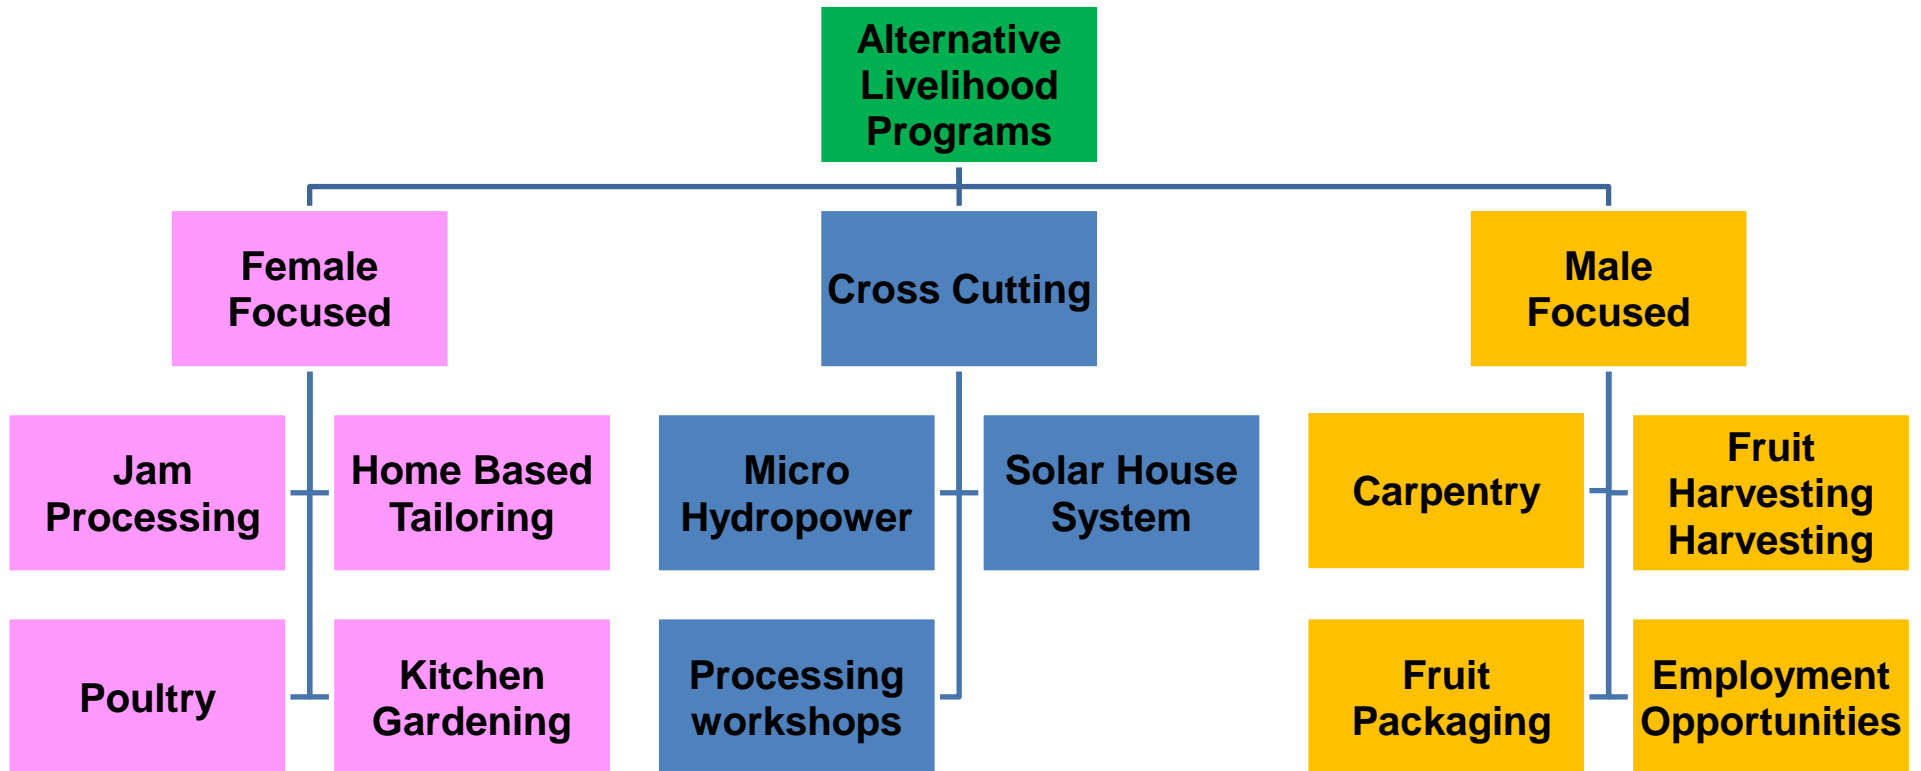 Alternative
Livelihood
Programs
Female
Focused
Cross Cutting
Male
Focused
Jam
Processing
Home Based
Tailoring
Micro
Hydropower
Solar House
System
Carpentry
Fruit
Harvesting
Harvesting
Poultry
Kitchen
Gardening
Processing
workshops
Fruit
Packaging
Employment
Opportunities